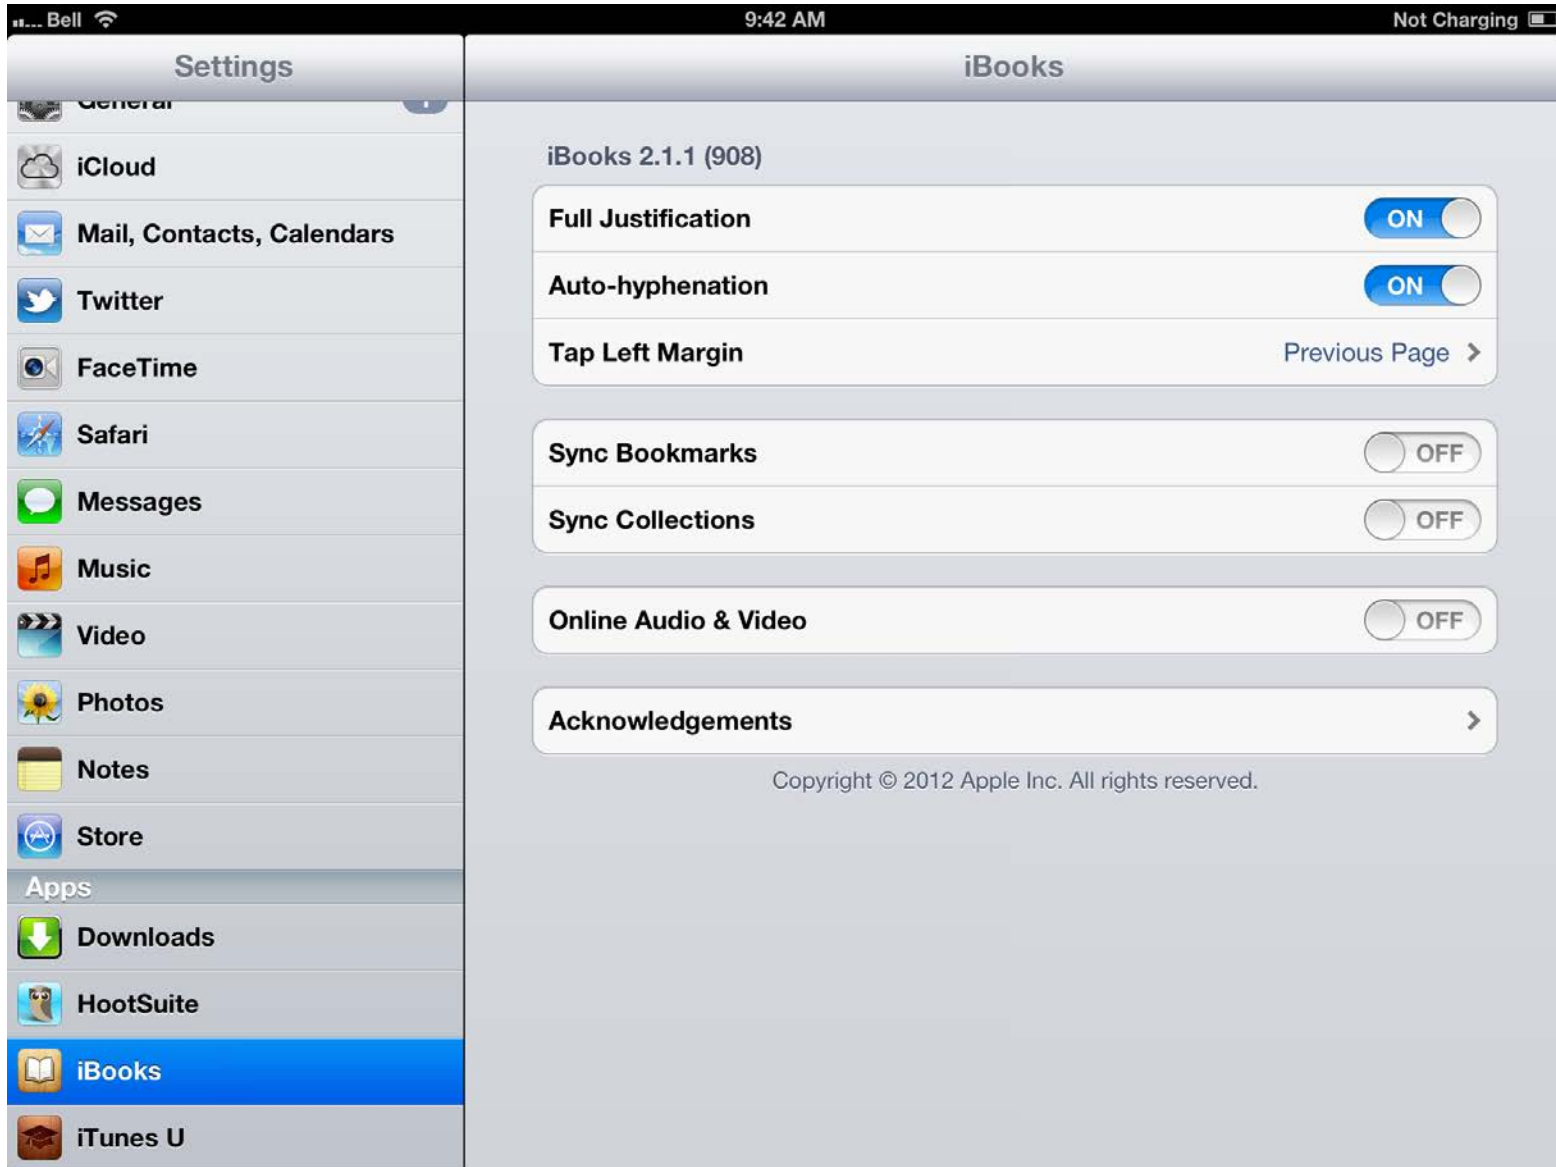 Bell
9:42 AM
Not Charging
Settings
iBooks
General
iCloud
Mail, Contacts, Calendars
Twitter
FaceTime
Safari
Messages
Music
Video
Photos
Notes
Store
Apps
Downloads
HootSuite
iBooks
iTunes U
iBooks 2.1.1 (908)
Full Justification ON
Auto-hyphenation ON
Tap Left Margin Previous Page
Sync Bookmarks OFF
Sync Collections OFF
Online Audio & Video OFF
Acknowledgements
Copyright © 2012 Apple Inc. All rights reserved.